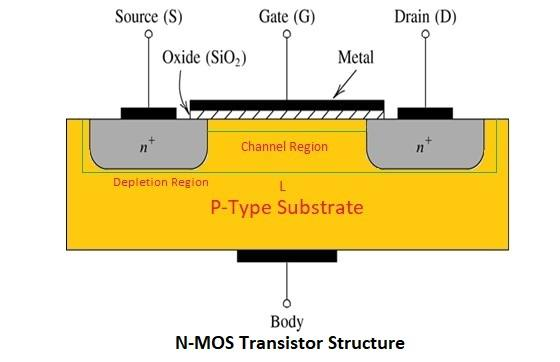 Source (S)
Gate (G)
Drain (D)
Oxide (SiO₂)
Metal
n⁺
Channel Region
n⁺
Depletion Region
L
P-Type Substrate
Body
N-MOS Transistor Structure